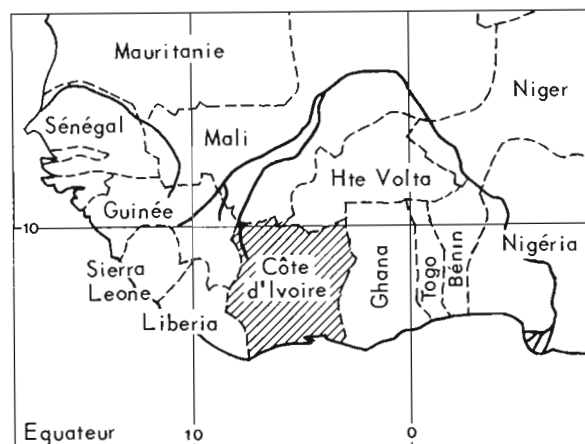 Mauritanie
Niger
Sénégal
Mali
Hte Volta
Guinée
10
Nigéria
Sierra
Leone
Côte
d'Ivoire
Ghana
Togo
Bénin
Liberia
Equateur
10
0